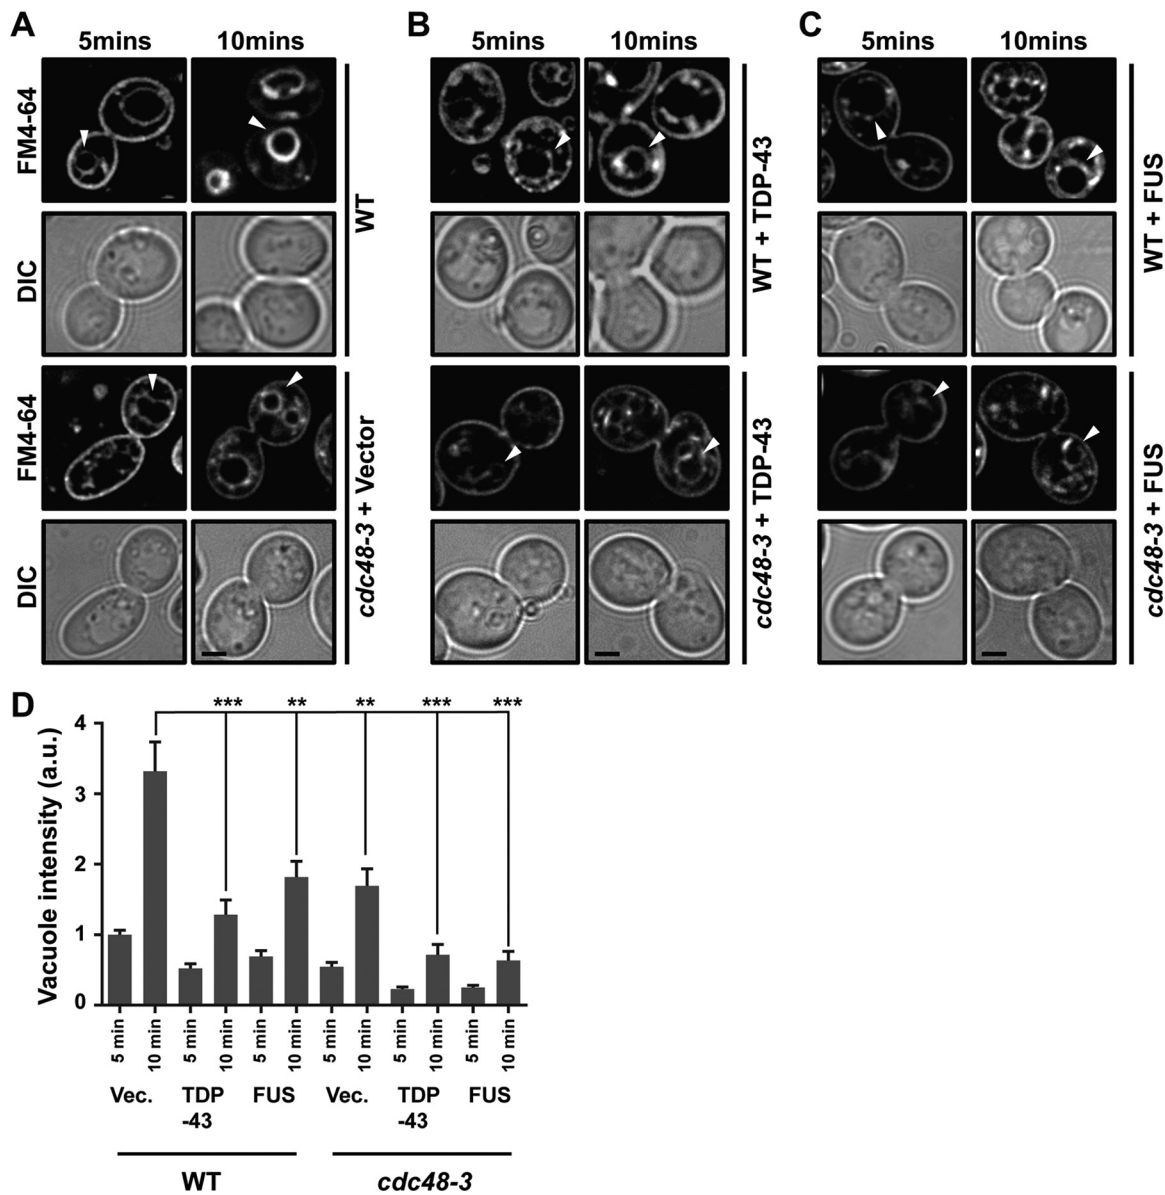 A
5mins 10mins
FM4-64
DIC
WT
FM4-64
DIC
cdc48-3 + Vector
B
5mins 10mins
WT + TDP-43
cdc48-3 + TDP-43
C
5mins 10mins
WT + FUS
cdc48-3 + FUS
D
*** ** ** *** ***
Vacuole intensity (a.u.)
4
3
2
1
0
5 min 10 min 5 min 10 min 5 min 10 min 5 min 10 min 5 min 10 min 5 min 10 min
Vec. TDP FUS Vec. TDP FUS
-43 -43
WT cdc48-3